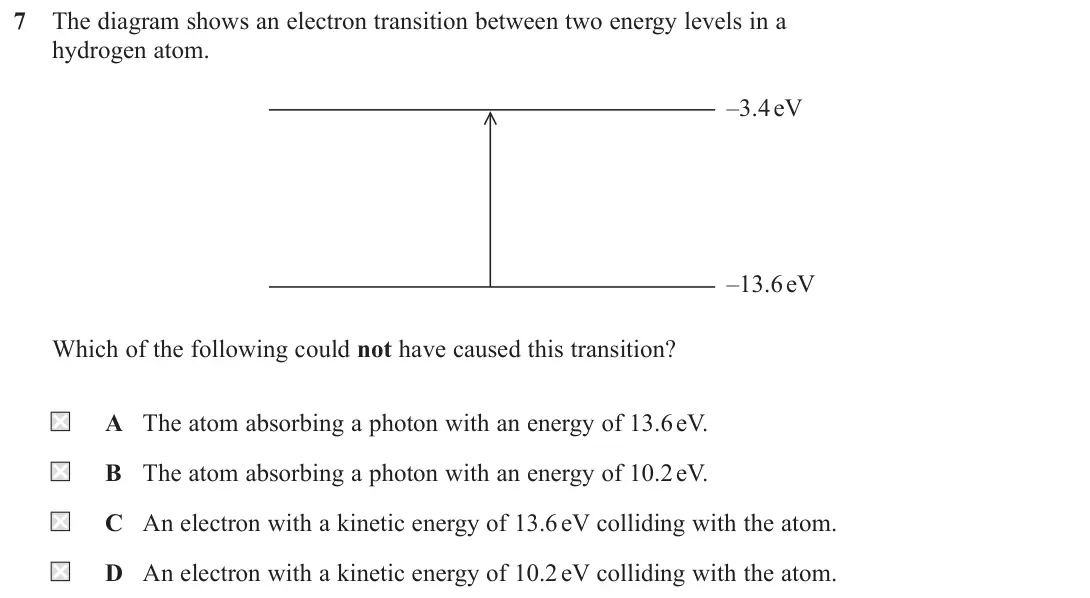 7 The diagram shows an electron transition between two energy levels in a
hydrogen atom.
–3.4 eV
–13.6 eV
Which of the following could not have caused this transition?
A The atom absorbing a photon with an energy of 13.6 eV.
B The atom absorbing a photon with an energy of 10.2 eV.
C An electron with a kinetic energy of 13.6 eV colliding with the atom.
D An electron with a kinetic energy of 10.2 eV colliding with the atom.